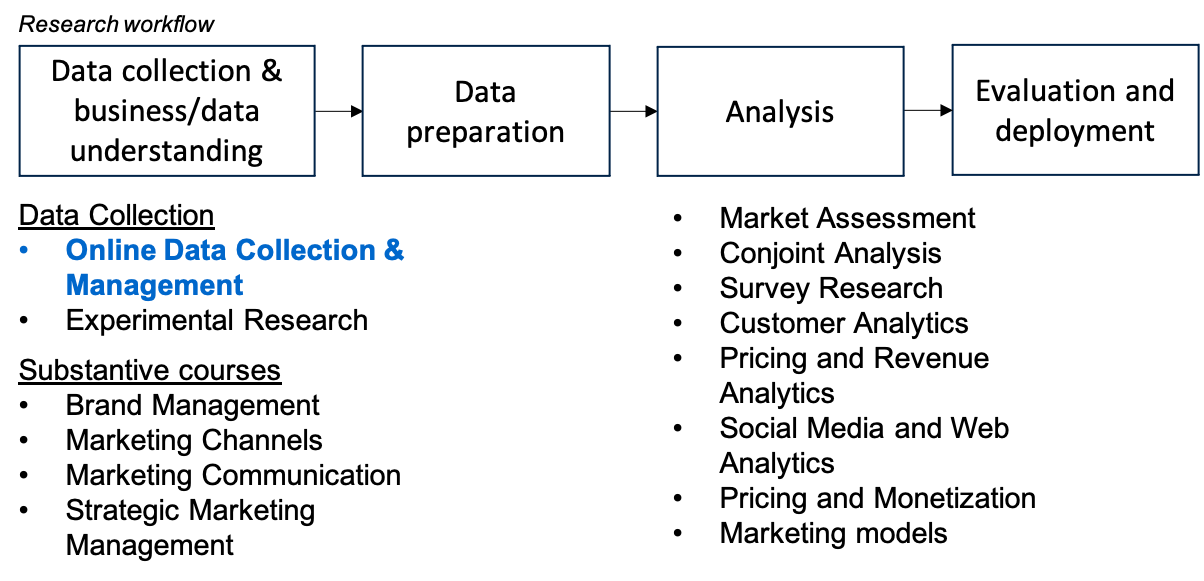 Research workflow
Data collection &
business/data
understanding
Data
preparation
Analysis
Evaluation and
deployment
Data Collection
• Online Data Collection &
Management
• Experimental Research
Substantive courses
• Brand Management
• Marketing Channels
• Marketing Communication
• Strategic Marketing
Management
• Market Assessment
• Conjoint Analysis
• Survey Research
• Customer Analytics
• Pricing and Revenue
Analytics
• Social Media and Web
Analytics
• Pricing and Monetization
• Marketing models